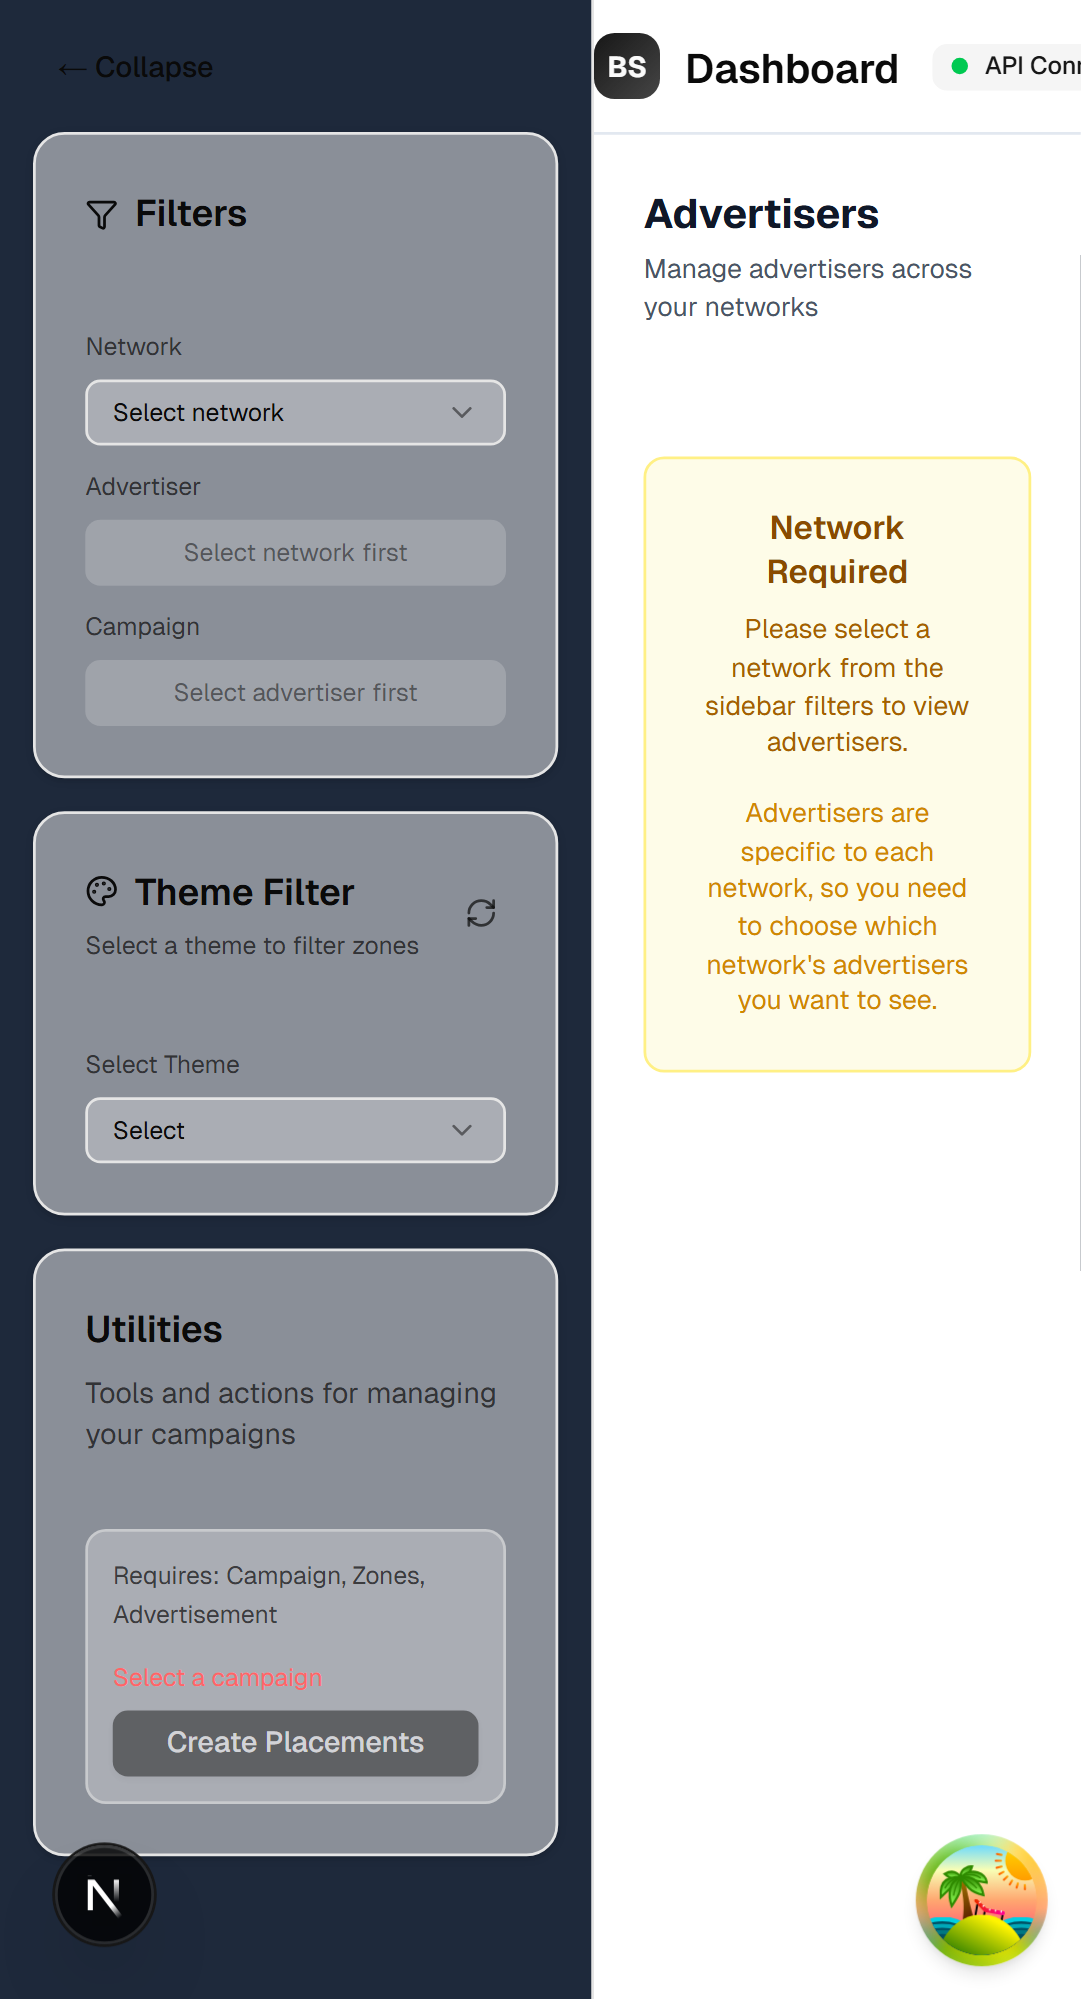 ← Collapse
Filters
Network
Select network
Advertiser
Select network first
Campaign
Select advertiser first
Theme Filter
Select a theme to filter zones
Select Theme
Select
Utilities
Tools and actions for managing
your campaigns
Requires: Campaign, Zones,
Advertisement
Select a campaign
Create Placements
N
BS
Dashboard
API Conn
Advertisers
Manage advertisers across
your networks
Network
Required
Please select a
network from the
sidebar filters to view
advertisers.
Advertisers are
specific to each
network, so you need
to choose which
network's advertisers
you want to see.